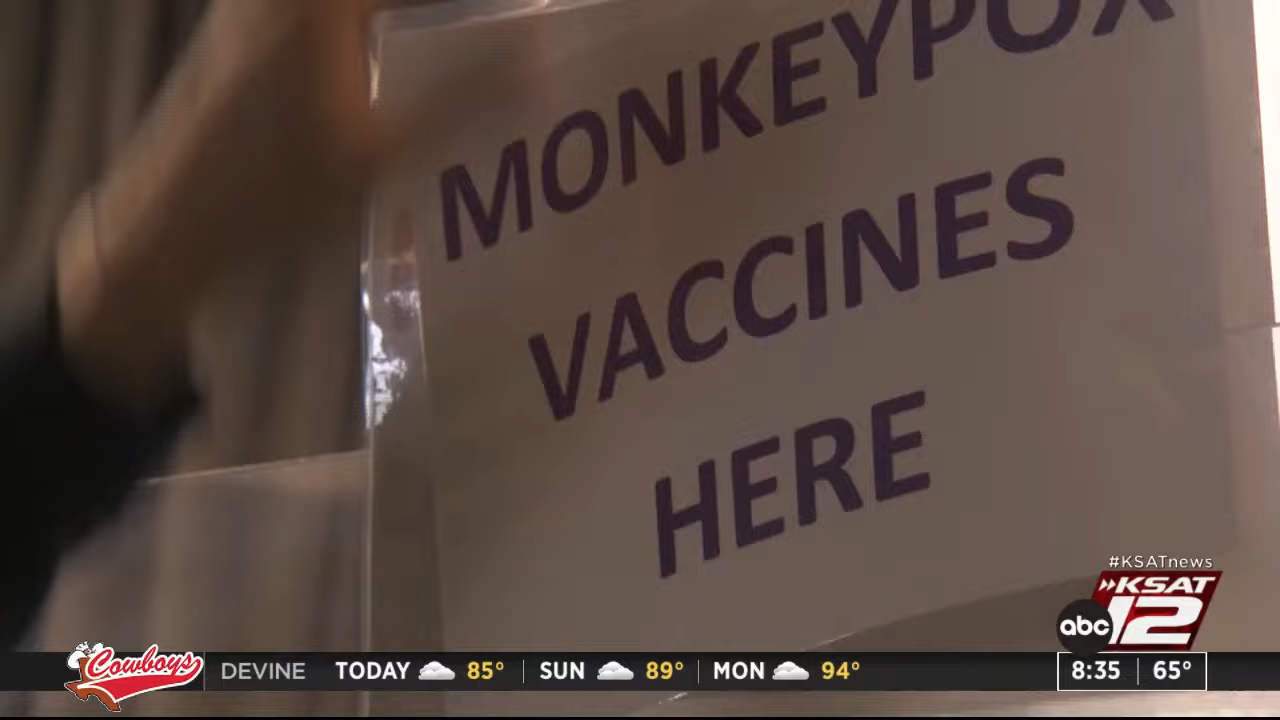 MONKEYPOX
VACCINES
HERE
#KSATnews
KSAT
abc 12
Cowboys DEVINE TODAY 85° SUN 89° MON 94° 8:35 65°